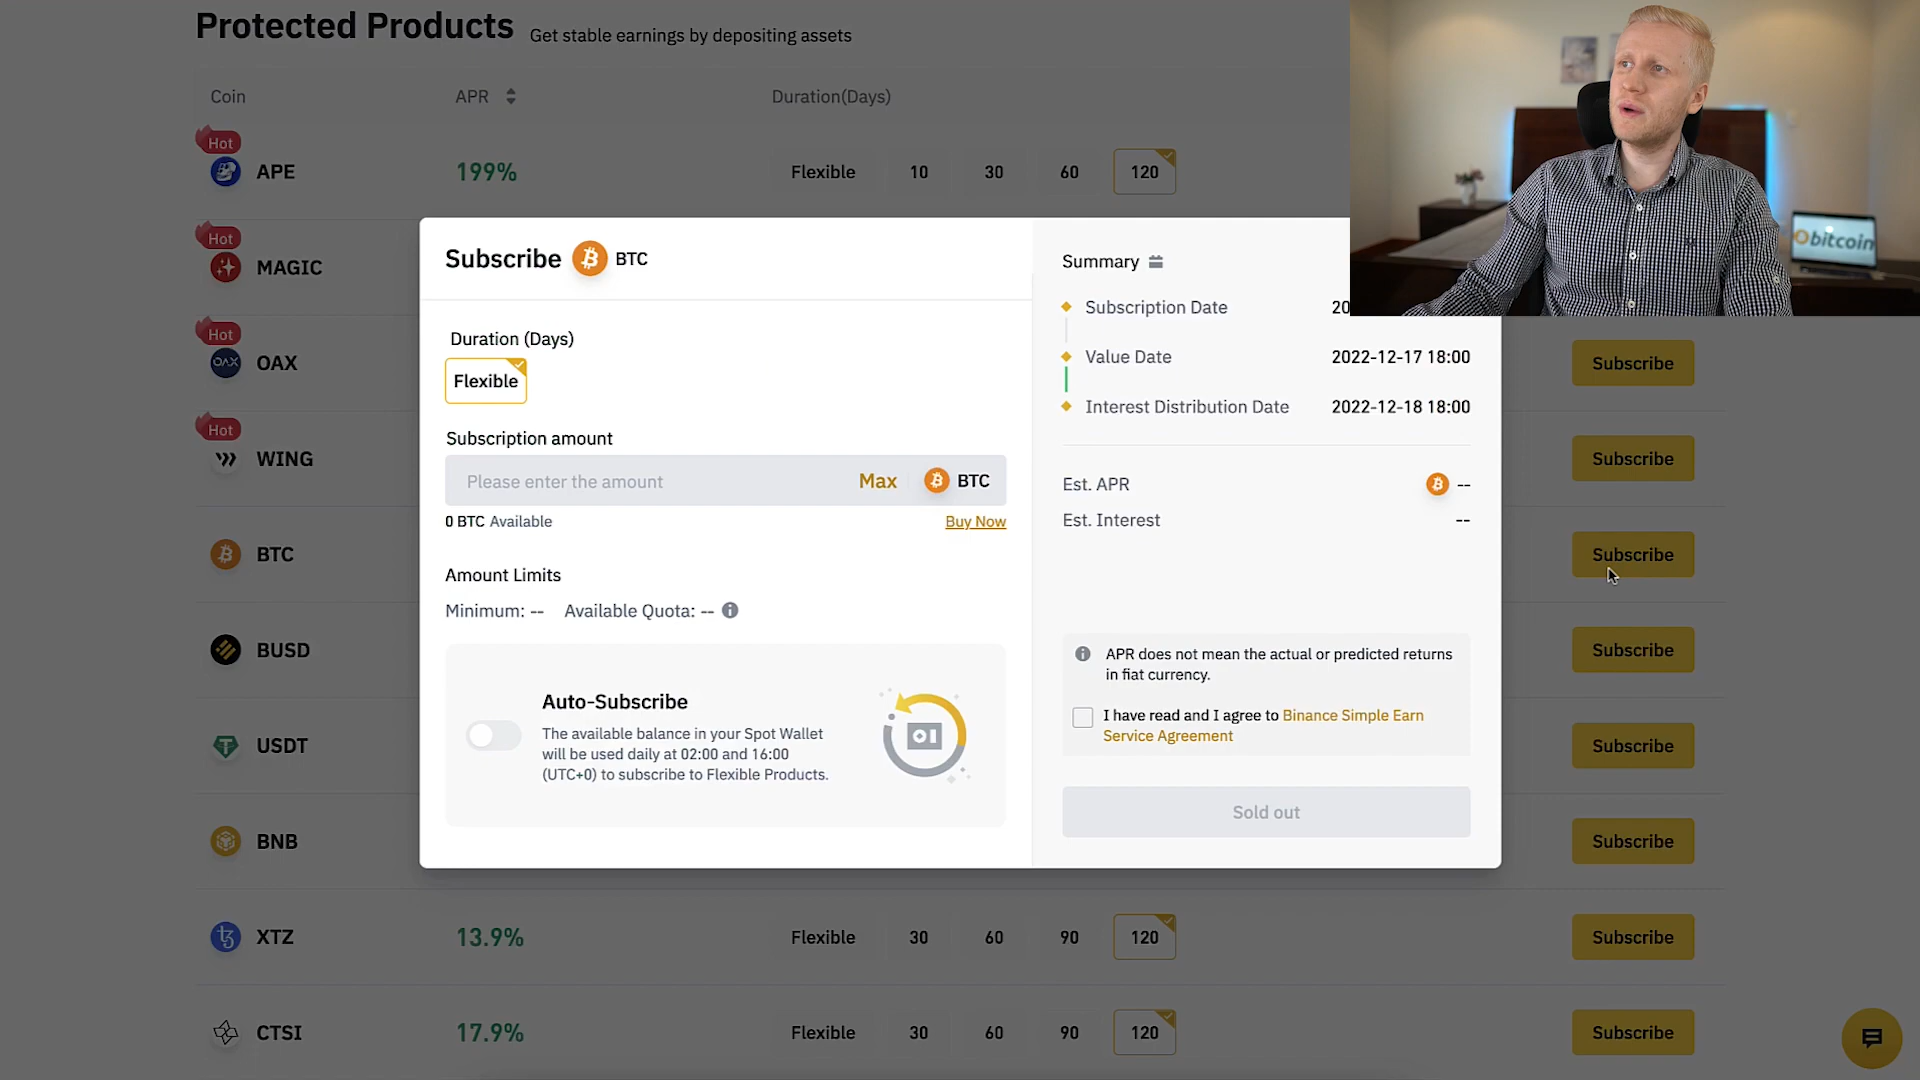 Protected Products Get stable earnings by depositing assets
Coin APR Duration(Days)
Hot
APE 199% Flexible 10 30 60 120
Hot
MAGIC
Hot
OAX Subscribe
Hot
WING Subscribe
BTC Subscribe
BUSD Subscribe
USDT Subscribe
BNB Subscribe
XTZ 13.9% Flexible 30 60 90 120 Subscribe
CTSI 17.9% Flexible 30 60 90 120 Subscribe
Subscribe BTC
Duration (Days)
Flexible
Subscription amount
Please enter the amount Max BTC
0 BTC Available Buy Now
Amount Limits
Minimum: -- Available Quota: --
Auto-Subscribe
The available balance in your Spot Wallet
will be used daily at 02:00 and 16:00
(UTC+0) to subscribe to Flexible Products.
Summary
Subscription Date 20
Value Date 2022-12-17 18:00
Interest Distribution Date 2022-12-18 18:00
Est. APR --
Est. Interest --
APR does not mean the actual or predicted returns
in fiat currency.
I have read and I agree to Binance Simple Earn
Service Agreement
Sold out
bitcoin